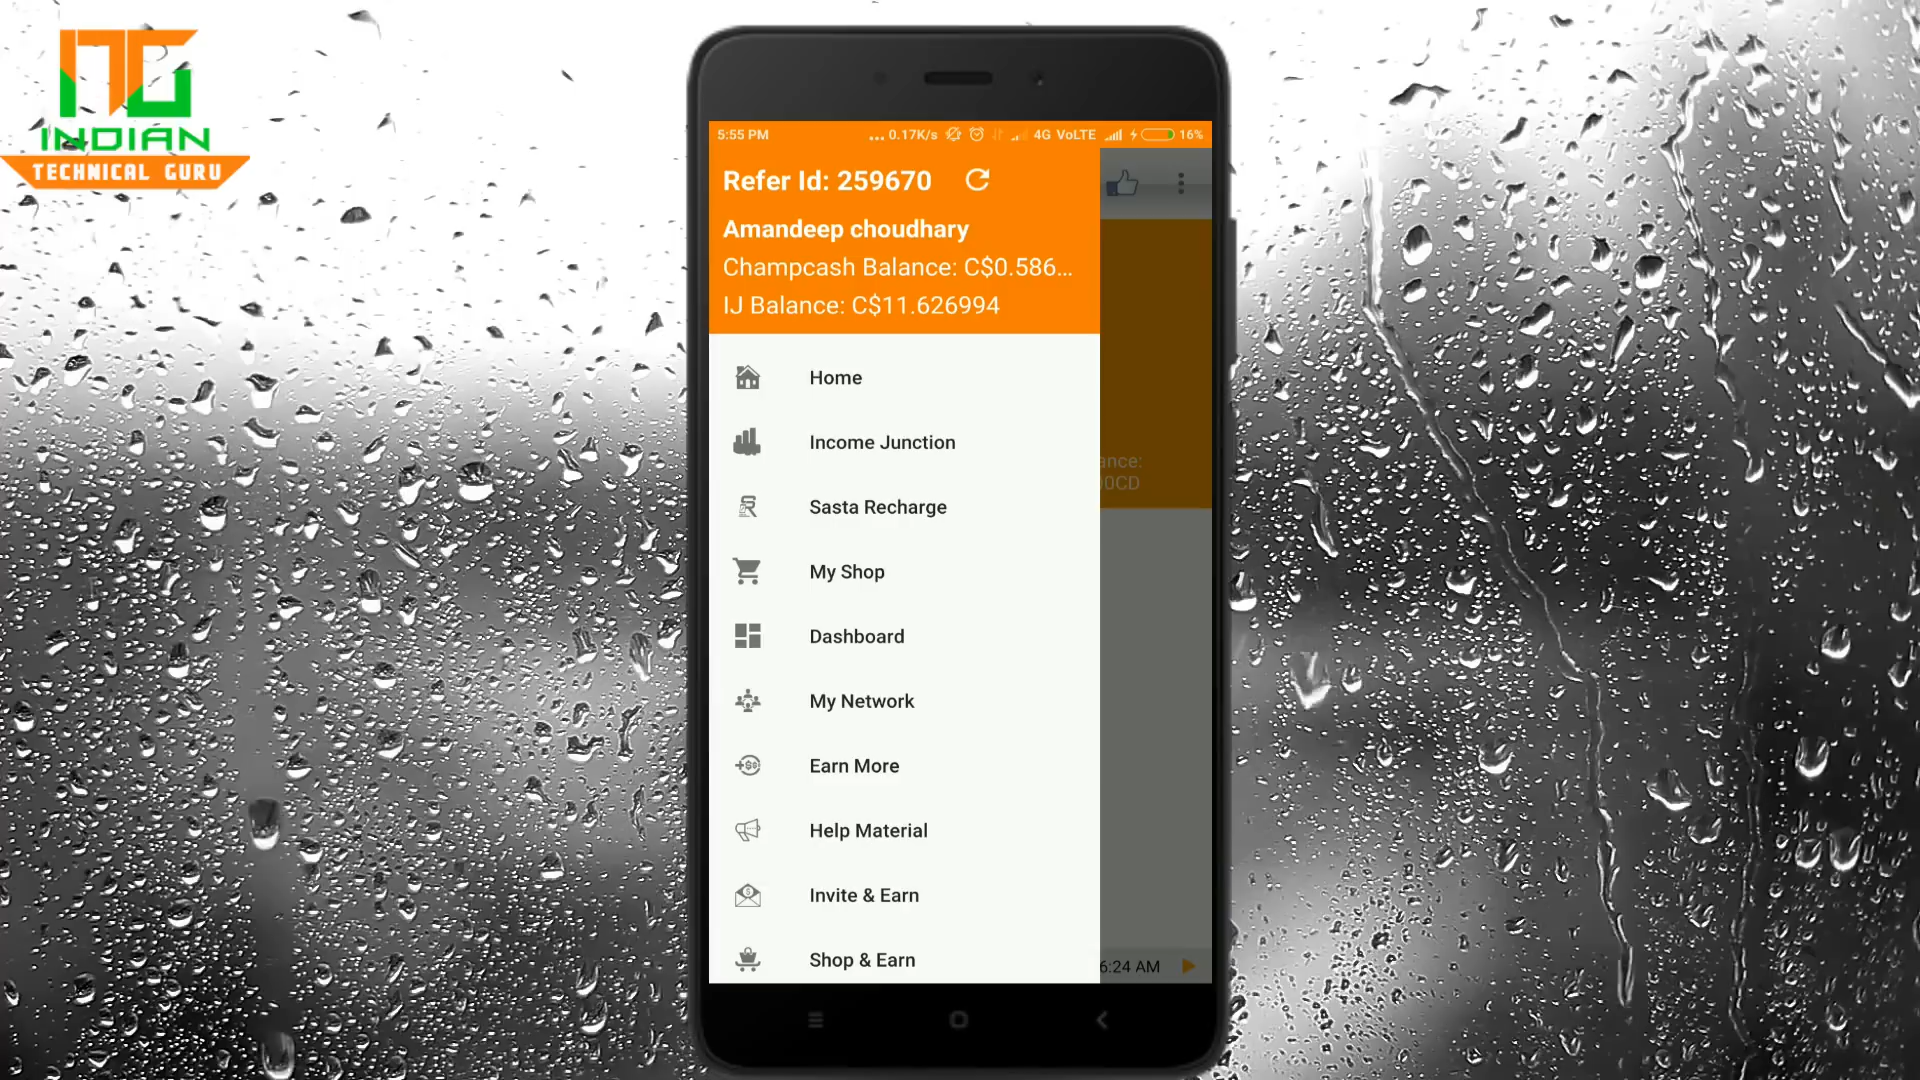 ITG
INDIAN
TECHNICAL GURU
5:55 PM
... 0.17K/s
4G VoLTE
16%
Refer Id: 259670
Amandeep choudhary
Champcash Balance: C$0.586...
IJ Balance: C$11.626994
Home
Income Junction
Sasta Recharge
My Shop
Dashboard
My Network
Earn More
Help Material
Invite & Earn
Shop & Earn
ance:
00CD
6:24 AM